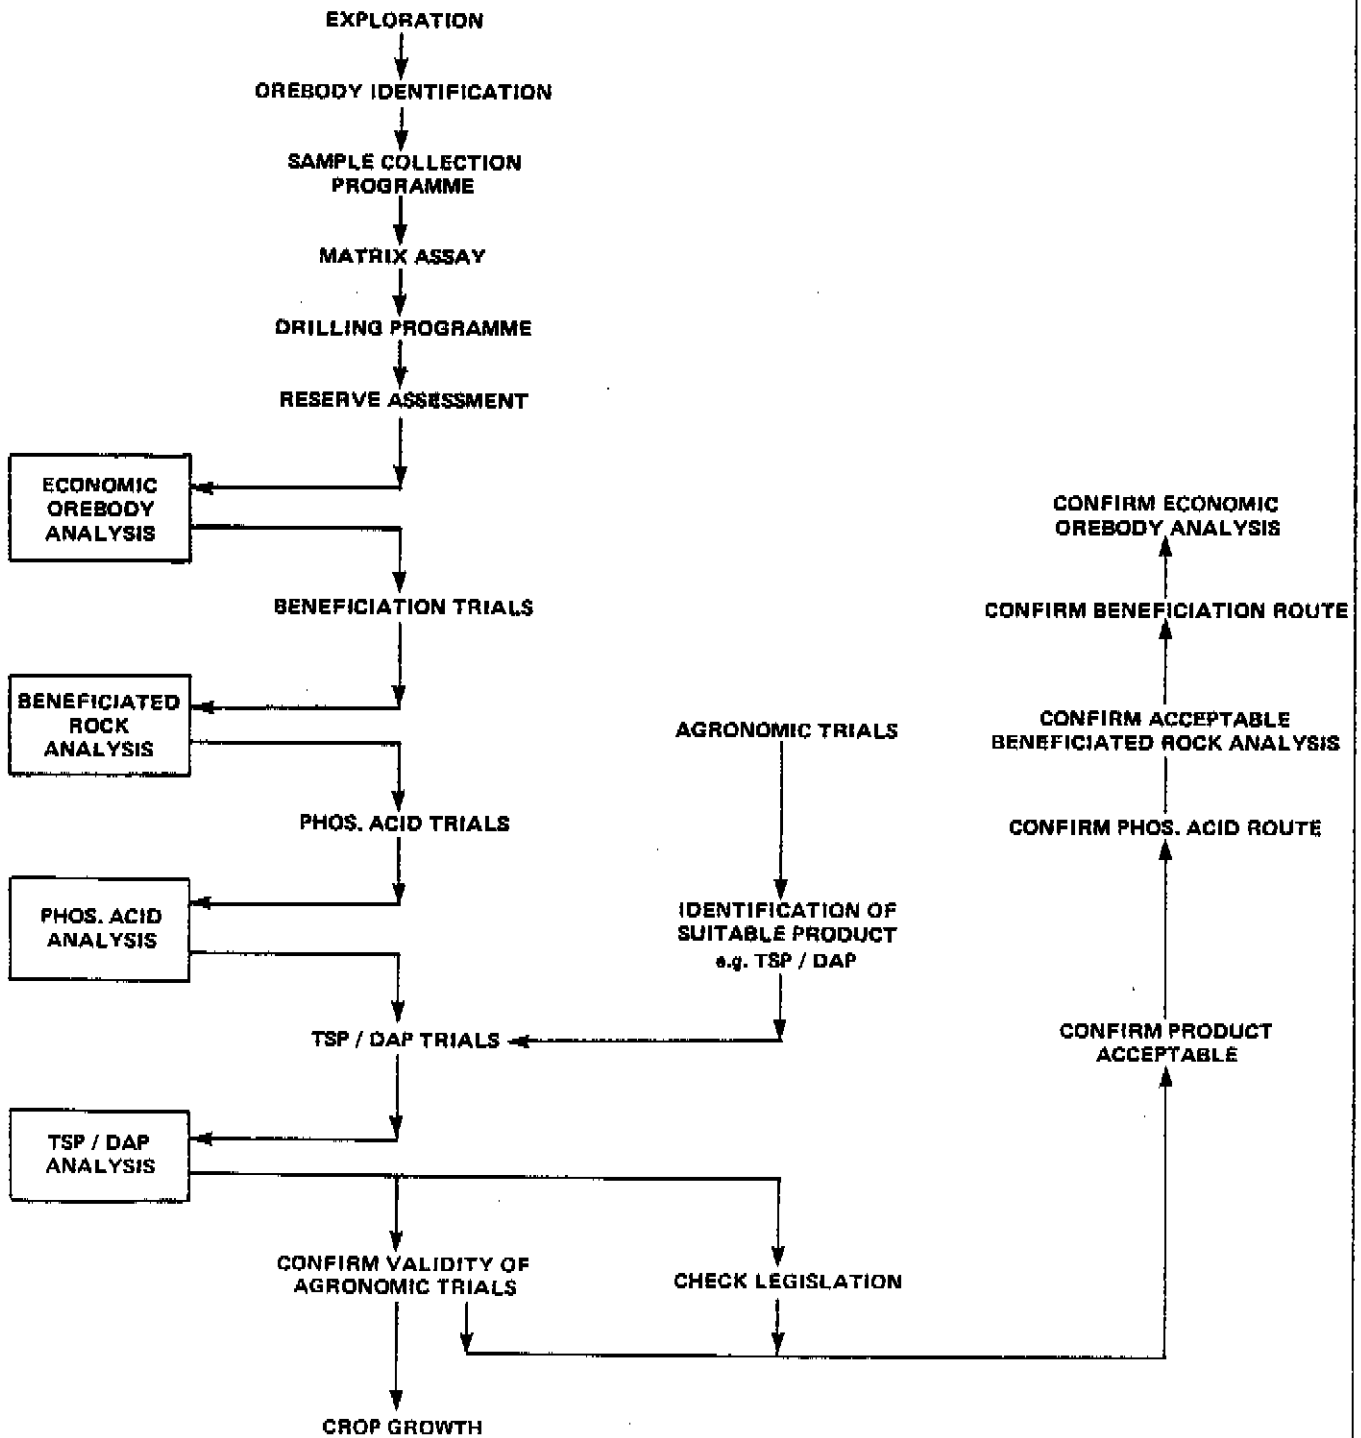 EXPLORATION
OREBODY IDENTIFICATION
SAMPLE COLLECTION
PROGRAMME
MATRIX ASSAY
DRILLING PROGRAMME
RESERVE ASSESSMENT
ECONOMIC
OREBODY
ANALYSIS
BENEFICIATION TRIALS
BENEFICIATED
ROCK
ANALYSIS
PHOS. ACID TRIALS
PHOS. ACID
ANALYSIS
AGRONOMIC TRIALS
IDENTIFICATION OF
SUITABLE PRODUCT
e.g. TSP / DAP
TSP / DAP TRIALS
TSP / DAP
ANALYSIS
CONFIRM VALIDITY OF
AGRONOMIC TRIALS
CHECK LEGISLATION
CROP GROWTH
CONFIRM ECONOMIC
OREBODY ANALYSIS
CONFIRM BENEFICIATION ROUTE
CONFIRM ACCEPTABLE
BENEFICIATED ROCK ANALYSIS
CONFIRM PHOS. ACID ROUTE
CONFIRM PRODUCT
ACCEPTABLE